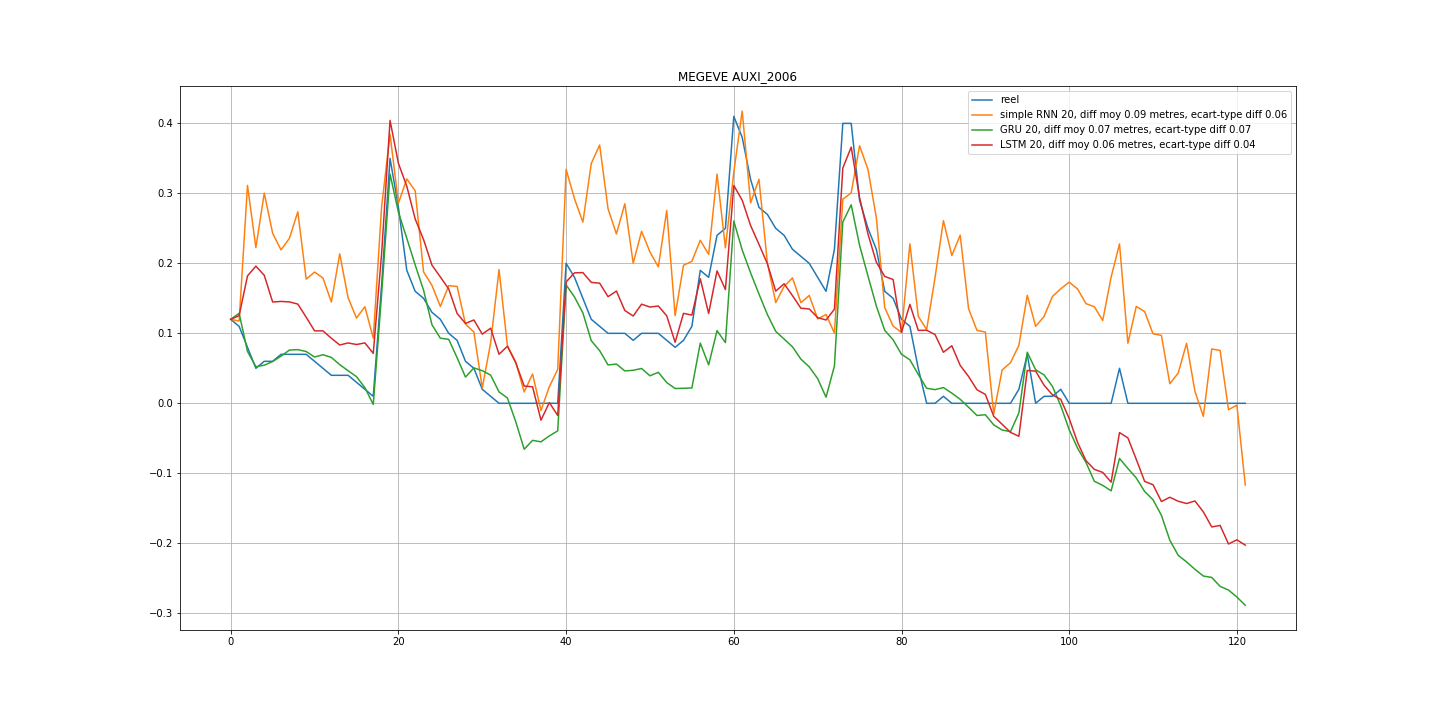 MEGEVE AUXI_2006
reel
simple RNN 20, diff moy 0.09 metres, ecart-type diff 0.06
GRU 20, diff moy 0.07 metres, ecart-type diff 0.07
LSTM 20, diff moy 0.06 metres, ecart-type diff 0.04
0.4
0.3
0.2
0.1
0.0
−0.1
−0.2
−0.3
0 20 40 60 80 100 120